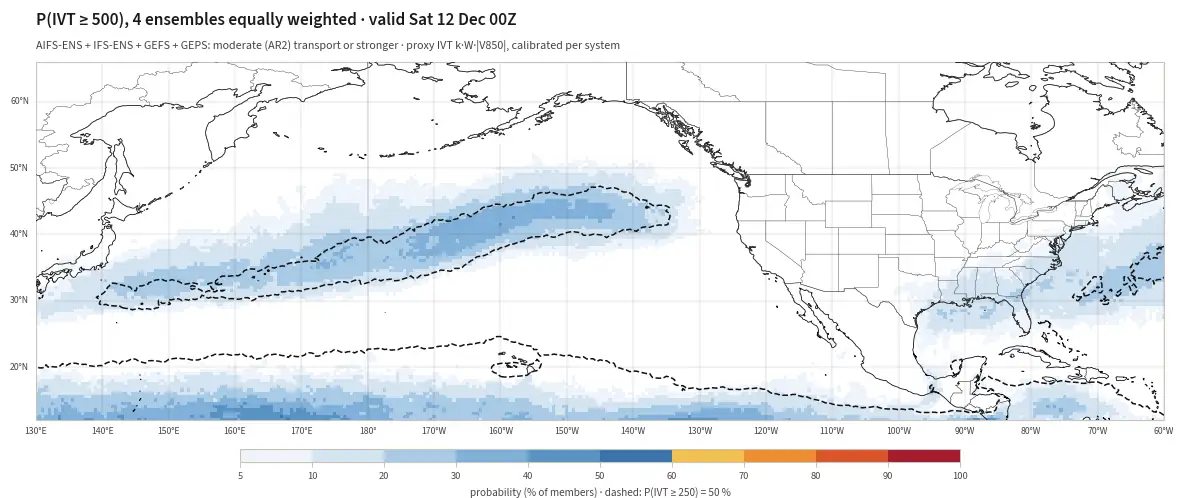 P(IVT ≥ 500), 4 ensembles equally weighted · valid Sat 12 Dec 00Z
AIFS-ENS + IFS-ENS + GEFS + GEPS: moderate (AR2) transport or stronger · proxy IVT k·W·|V850|, calibrated per system
60°N
50°N
40°N
30°N
20°N
130°E 140°E 150°E 160°E 170°E 180° 170°W 160°W 150°W 140°W 130°W 120°W 110°W 100°W 90°W 80°W 70°W 60°W
5 10 20 30 40 50 60 70 80 90 100
probability (% of members) · dashed: P(IVT ≥ 250) = 50 %